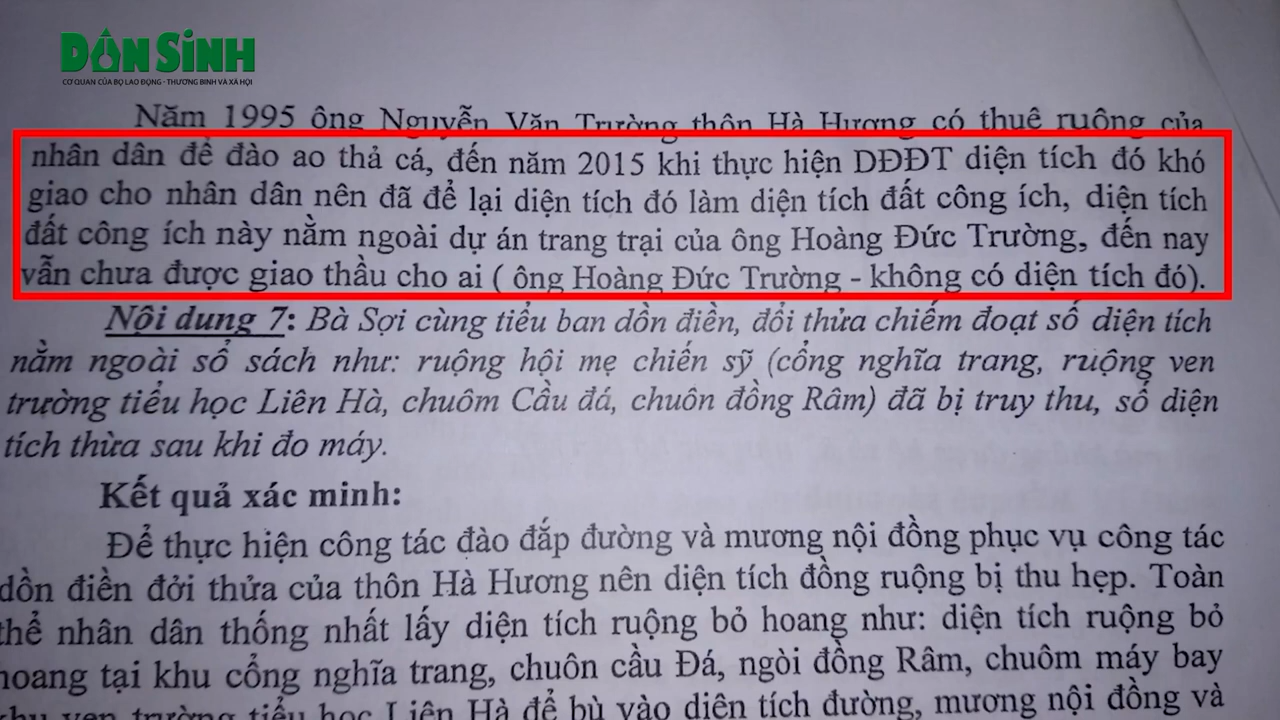 DÂN SINH
CƠ QUAN CỦA BỘ LAO ĐỘNG - THƯƠNG BINH VÀ XÃ HỘI
Năm 1995 ông Nguyễn Văn Trường thôn Hà Hương có thuê ruộng của
nhân dân để đào ao thả cá, đến năm 2015 khi thực hiện DĐĐT diện tích đó khó
giao cho nhân dân nên đã để lại diện tích đó làm diện tích đất công ích, diện tích
đất công ích này nằm ngoài dự án trang trại của ông Hoàng Đức Trường, đến nay
vẫn chưa được giao thầu cho ai ( ông Hoàng Đức Trường - không có diện tích đó).
Nội dung 7: Bà Sợi cùng tiểu ban dồn điền, đổi thửa chiếm đoạt số diện tích
nằm ngoài sổ sách như: ruộng hội mẹ chiến sỹ (cổng nghĩa trang, ruộng ven
trường tiểu học Liên Hà, chuôm Cầu đá, chuôn đồng Râm) đã bị truy thu, số diện
tích thừa sau khi đo máy.
Kết quả xác minh:
Để thực hiện công tác đào đắp đường và mương nội đồng phục vụ công tác
dồn điền đởi thửa của thôn Hà Hương nên diện tích đồng ruộng bị thu hẹp. Toàn
thể nhân dân thống nhất lấy diện tích ruộng bỏ hoang như: diện tích ruộng bỏ
hoang tại khu cổng nghĩa trang, chuôn cầu Đá, ngòi đồng Râm, chuôm máy bay
khu ven trường tiểu học Liên Hà để bù vào diện tích đường, mương nội đồng và